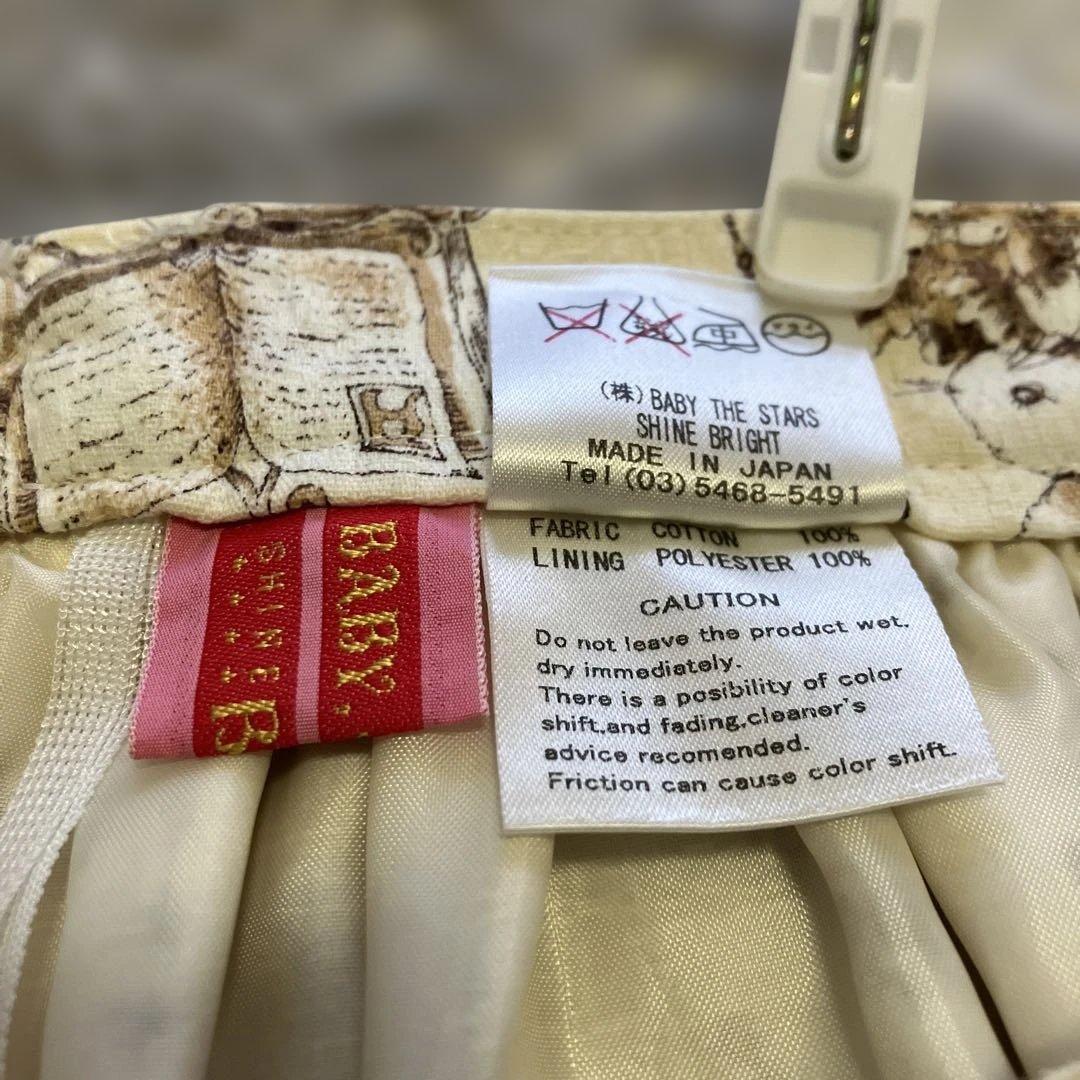 (株)BABY THE STARS
SHINE BRIGHT
MADE IN JAPAN
Tel (03)5468-5491
FABRIC COTTON 100%
LINING POLYESTER 100%
CAUTION
Do not leave the product wet,
dry immediately.
There is a posibility of color
shift,and fading,cleaner's
advice recomended.
Friction can cause color shift.
BABY,
SHINE
B
H